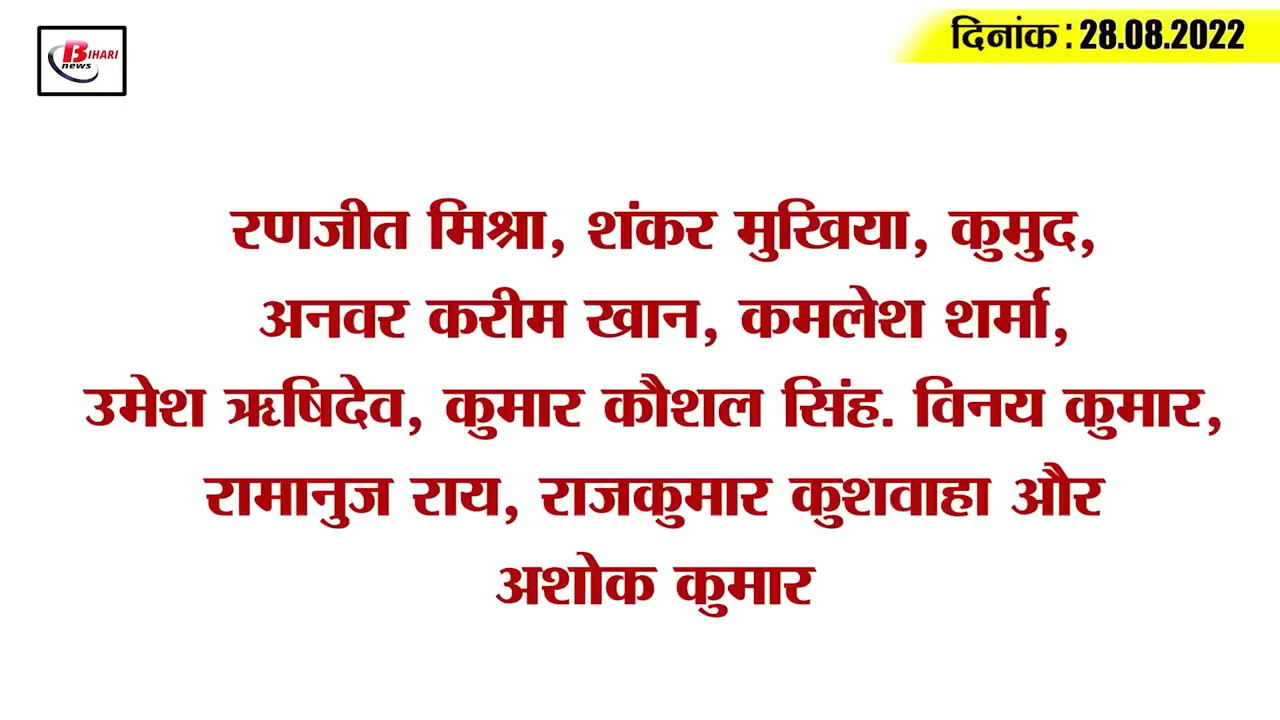 BIHARI
news
दिनांक : 28.08.2022
रणजीत मिश्रा, शंकर मुखिया, कुमुद,
अनवर करीम खान, कमलेश शर्मा,
उमेश ऋषिदेव, कुमार कौशल सिंह. विनय कुमार,
रामानुज राय, राजकुमार कुशवाहा और
अशोक कुमार